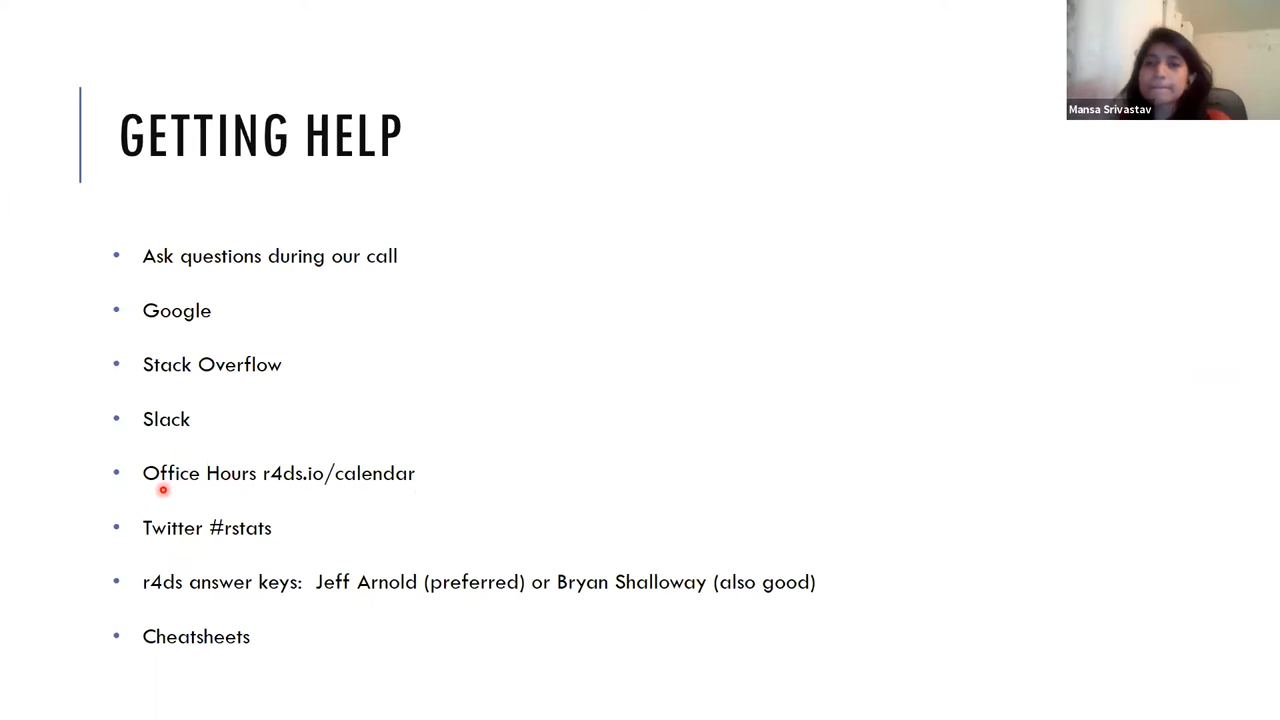 Mansa Srivastav
GETTING HELP
• Ask questions during our call
• Google
• Stack Overflow
• Slack
• Office Hours r4ds.io/calendar
• Twitter #rstats
• r4ds answer keys: Jeff Arnold (preferred) or Bryan Shalloway (also good)
• Cheatsheets